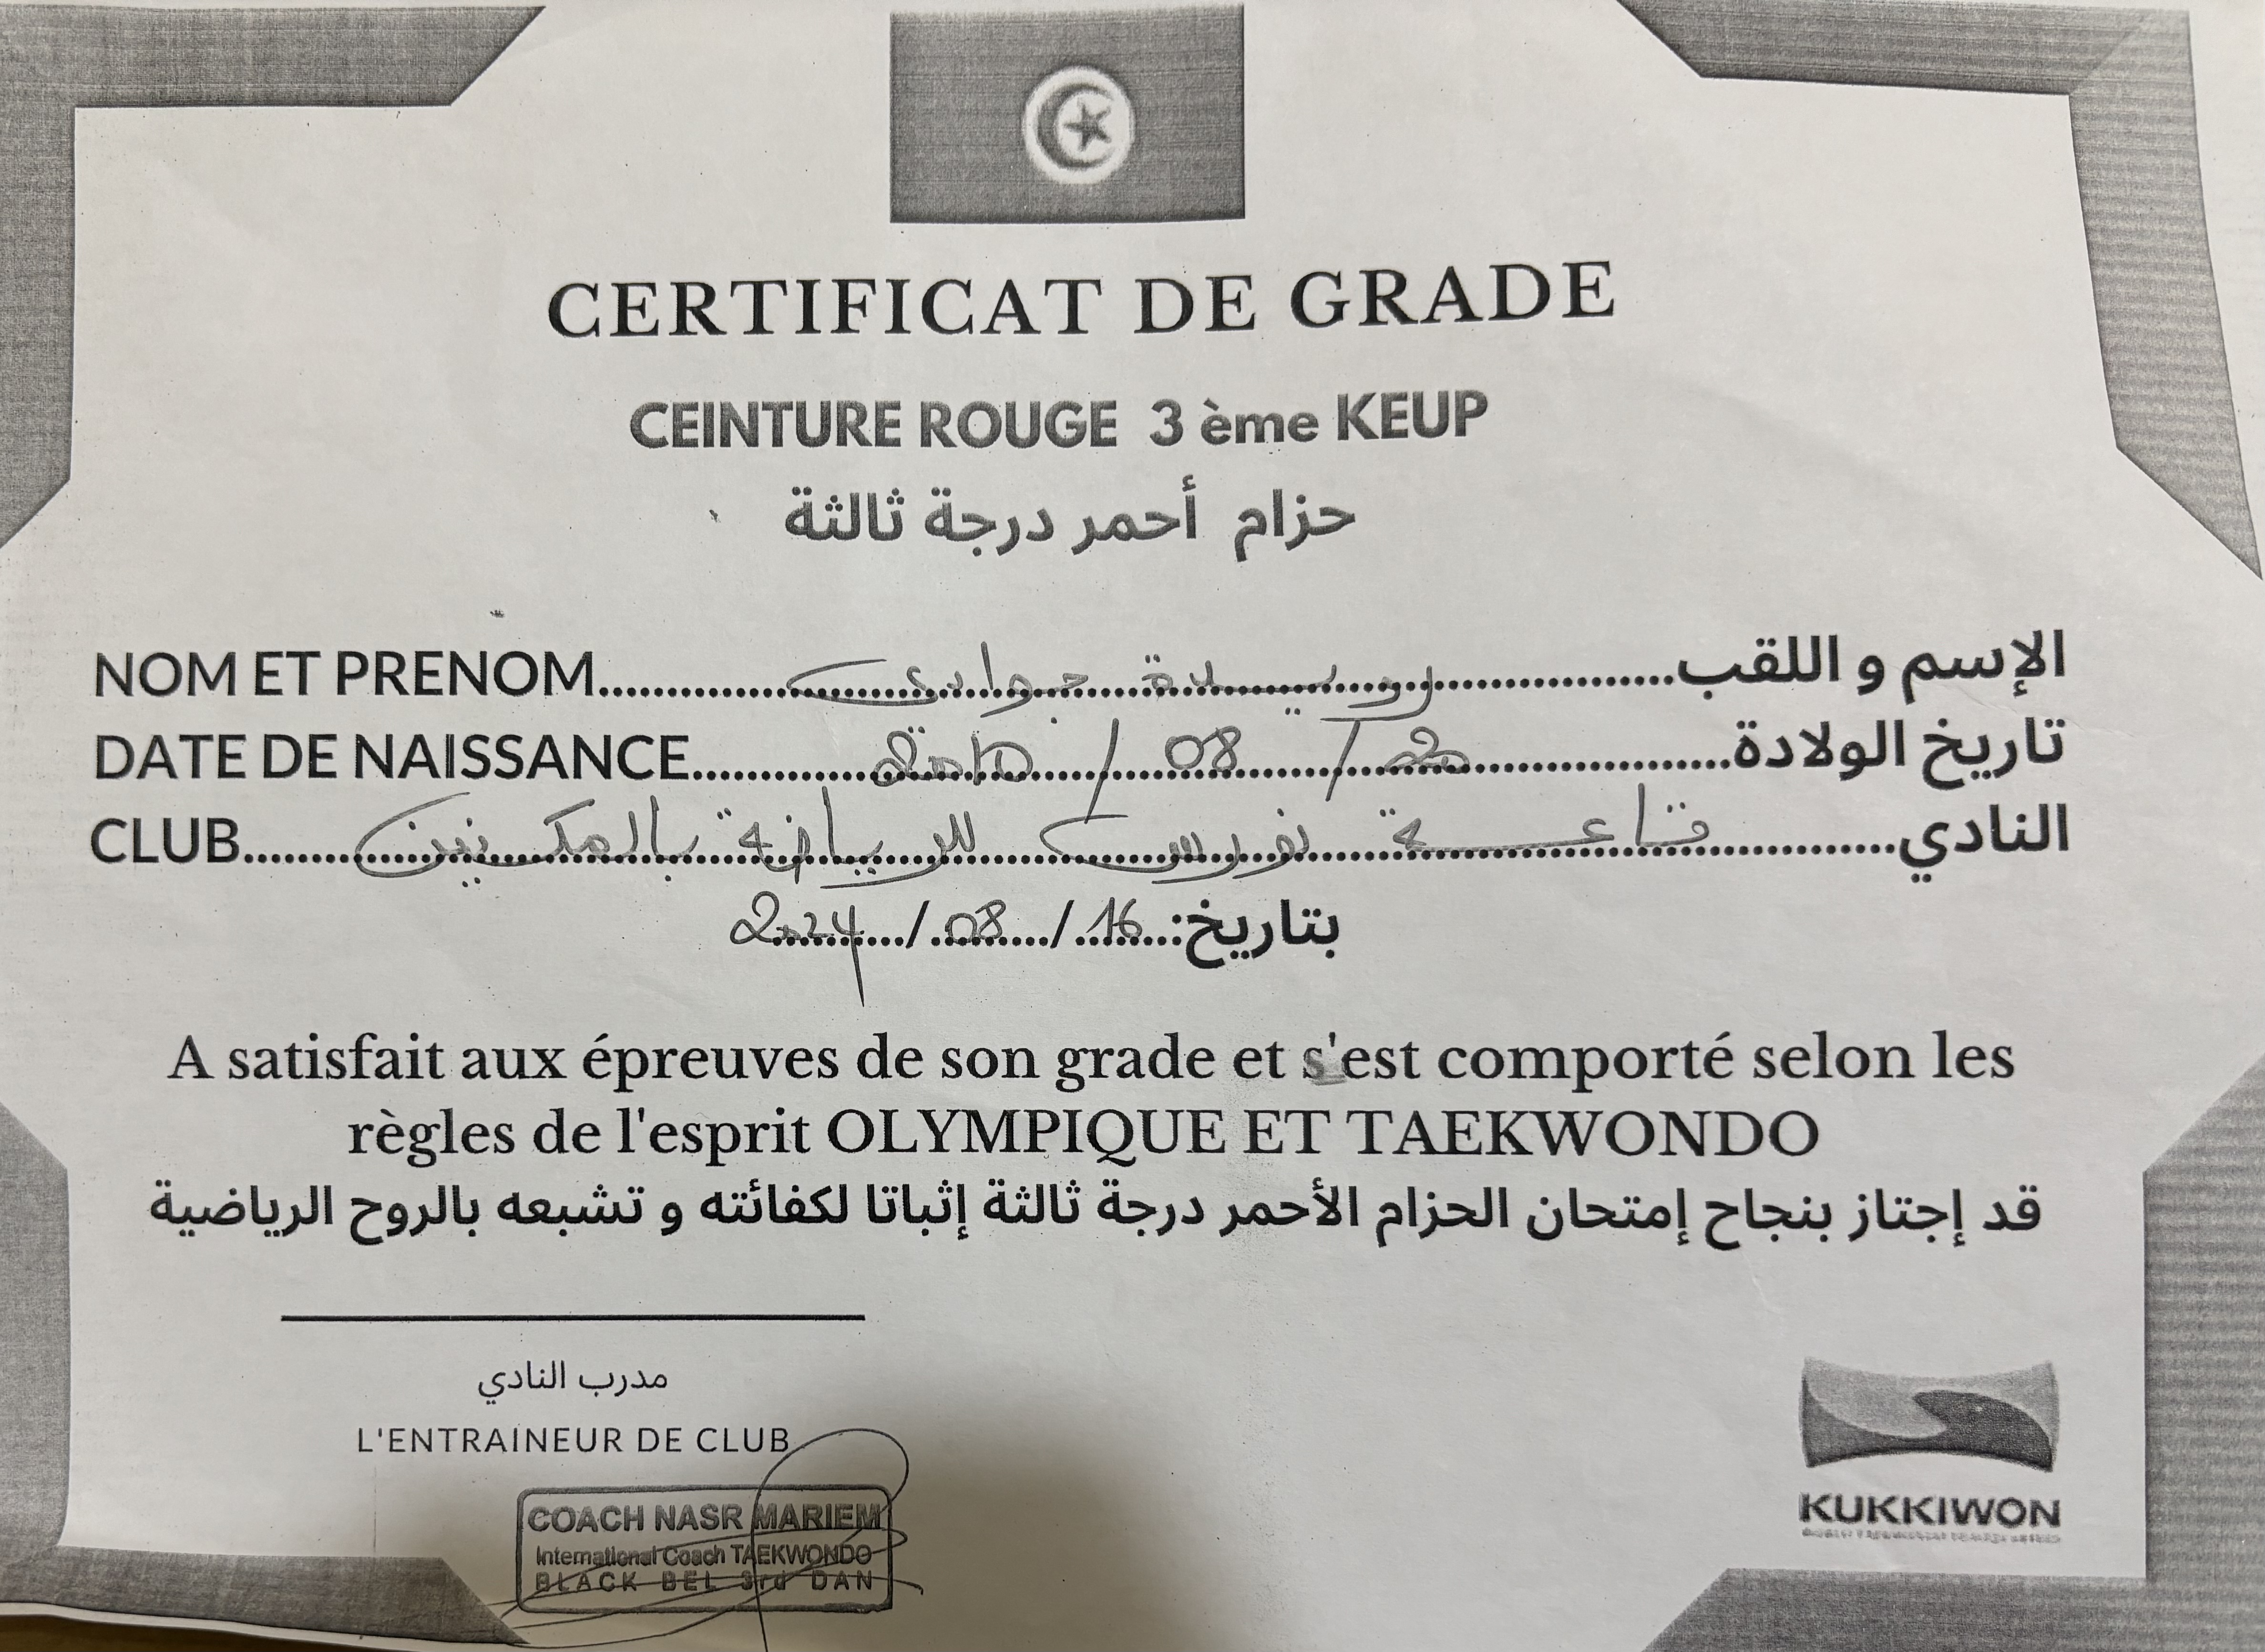 CERTIFICAT DE GRADE
CEINTURE ROUGE 3 ème KEUP
حزام أحمر درجة ثالثة
NOM ET PRENOM.......... جوادي ..........الإسم و اللقب
DATE DE NAISSANCE.......... 20 / 08 / 2010 ..........تاريخ الولادة
CLUB.......... قاعة نورس للرياضة بالمكنين ..........النادي
بتاريخ: 16 / 08 / 2024
A satisfait aux épreuves de son grade et s'est comporté selon les
règles de l'esprit OLYMPIQUE ET TAEKWONDO
قد إجتاز بنجاح إمتحان الحزام الأحمر درجة ثالثة إثباتا لكفائته و تشبعه بالروح الرياضية
مدرب النادي
L'ENTRAINEUR DE CLUB
COACH NASR MARIEM
International Coach TAEKWONDO
BLACK BEL 3rd DAN
KUKKIWON